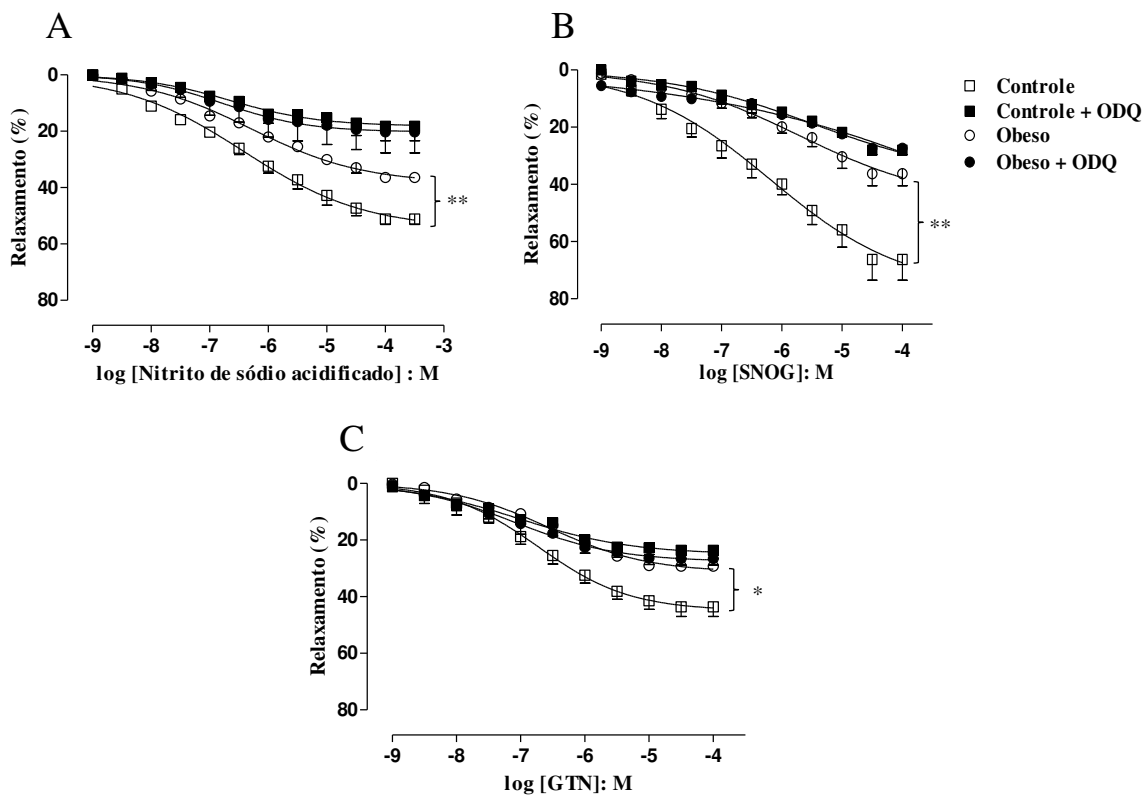 A
Relaxamento (%)
0
20
40
60
80
**
-9 -8 -7 -6 -5 -4 -3
log [Nitrito de sódio acidificado] : M
B
Relaxamento (%)
0
20
40
60
80
**
-9 -8 -7 -6 -5 -4
log [SNOG]: M
Controle
Controle + ODQ
Obeso
Obeso + ODQ
C
Relaxamento (%)
0
20
40
60
80
*
-9 -8 -7 -6 -5 -4
log [GTN]: M